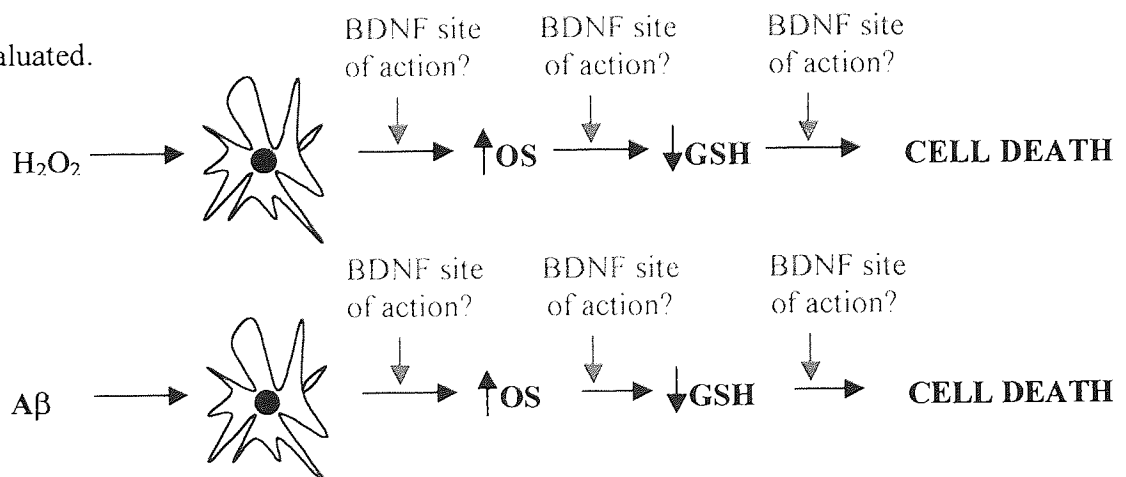 BDNF site BDNF site BDNF site
aluated.
of action? of action? of action?
H₂O₂ ↑OS ↓GSH CELL DEATH
BDNF site BDNF site BDNF site
of action? of action? of action?
Aβ ↑OS ↓GSH CELL DEATH